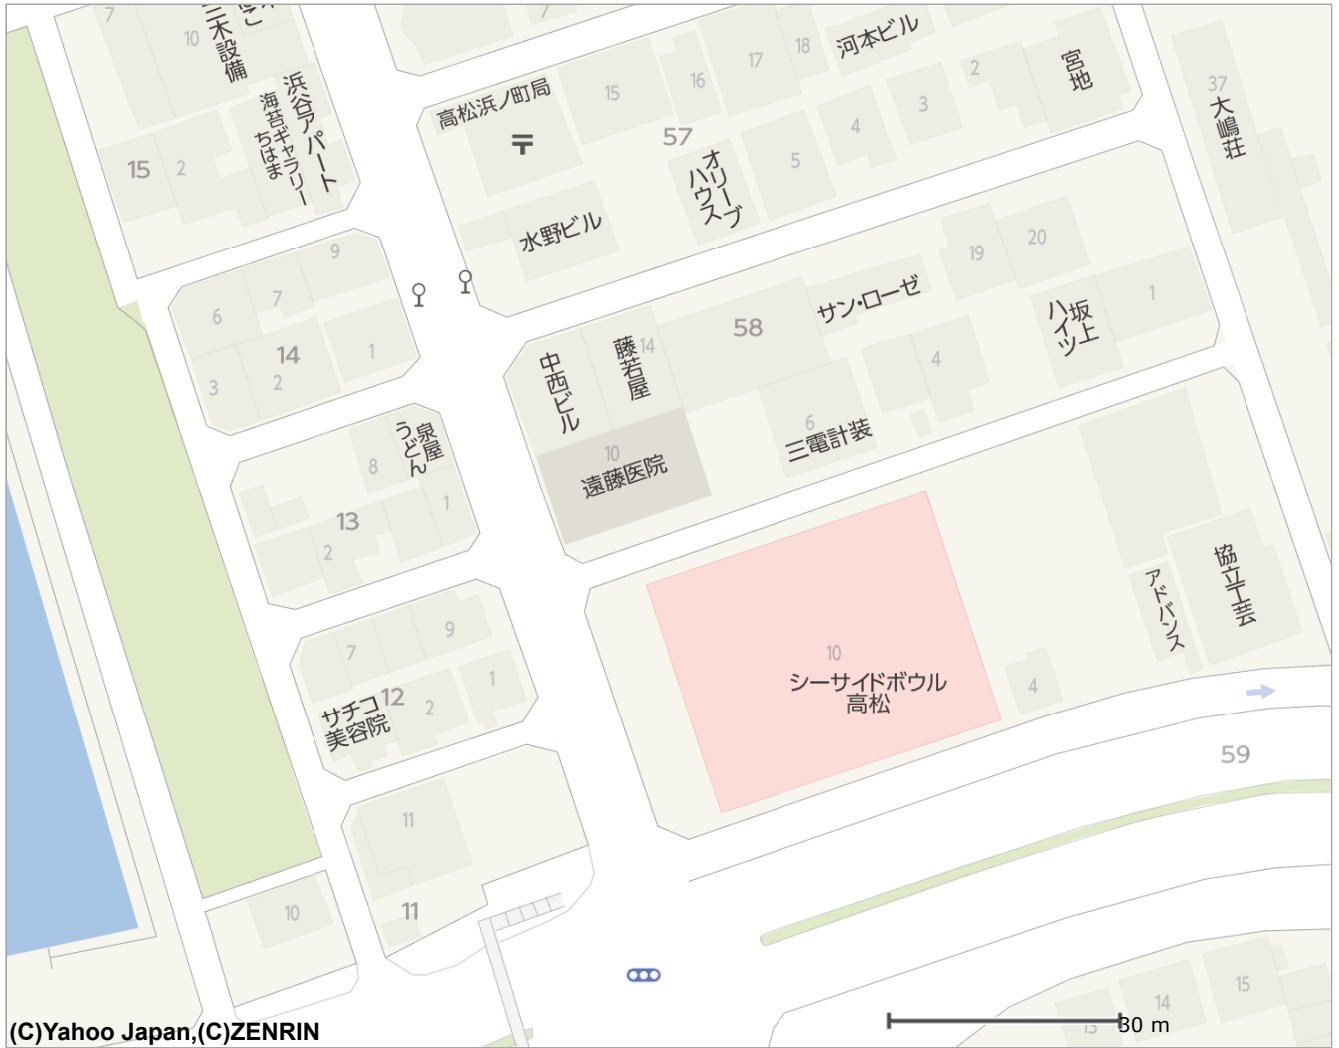 7
10
三木設備
浜谷アパート
海苔ギャラリー
ちはま
15
2
7
高松浜ノ町局
〒
15
16
17
18
河本ビル
57
オリーブ
ハウス
5
4
3
2
宮地
37
大嶋荘
水野ビル
9
7
6
14
1
3
2
中西ビル
藤若屋
14
58
サン・ローゼ
19
20
坂上
ハイツ
1
4
6
三電計装
10
遠藤医院
泉屋
うどん
8
13
1
2
7
9
12
1
2
サチコ
美容院
10
シーサイドボウル
高松
4
アドバンス
協立工芸
59
11
11
10
13
14
15
30 m
(C)Yahoo Japan,(C)ZENRIN